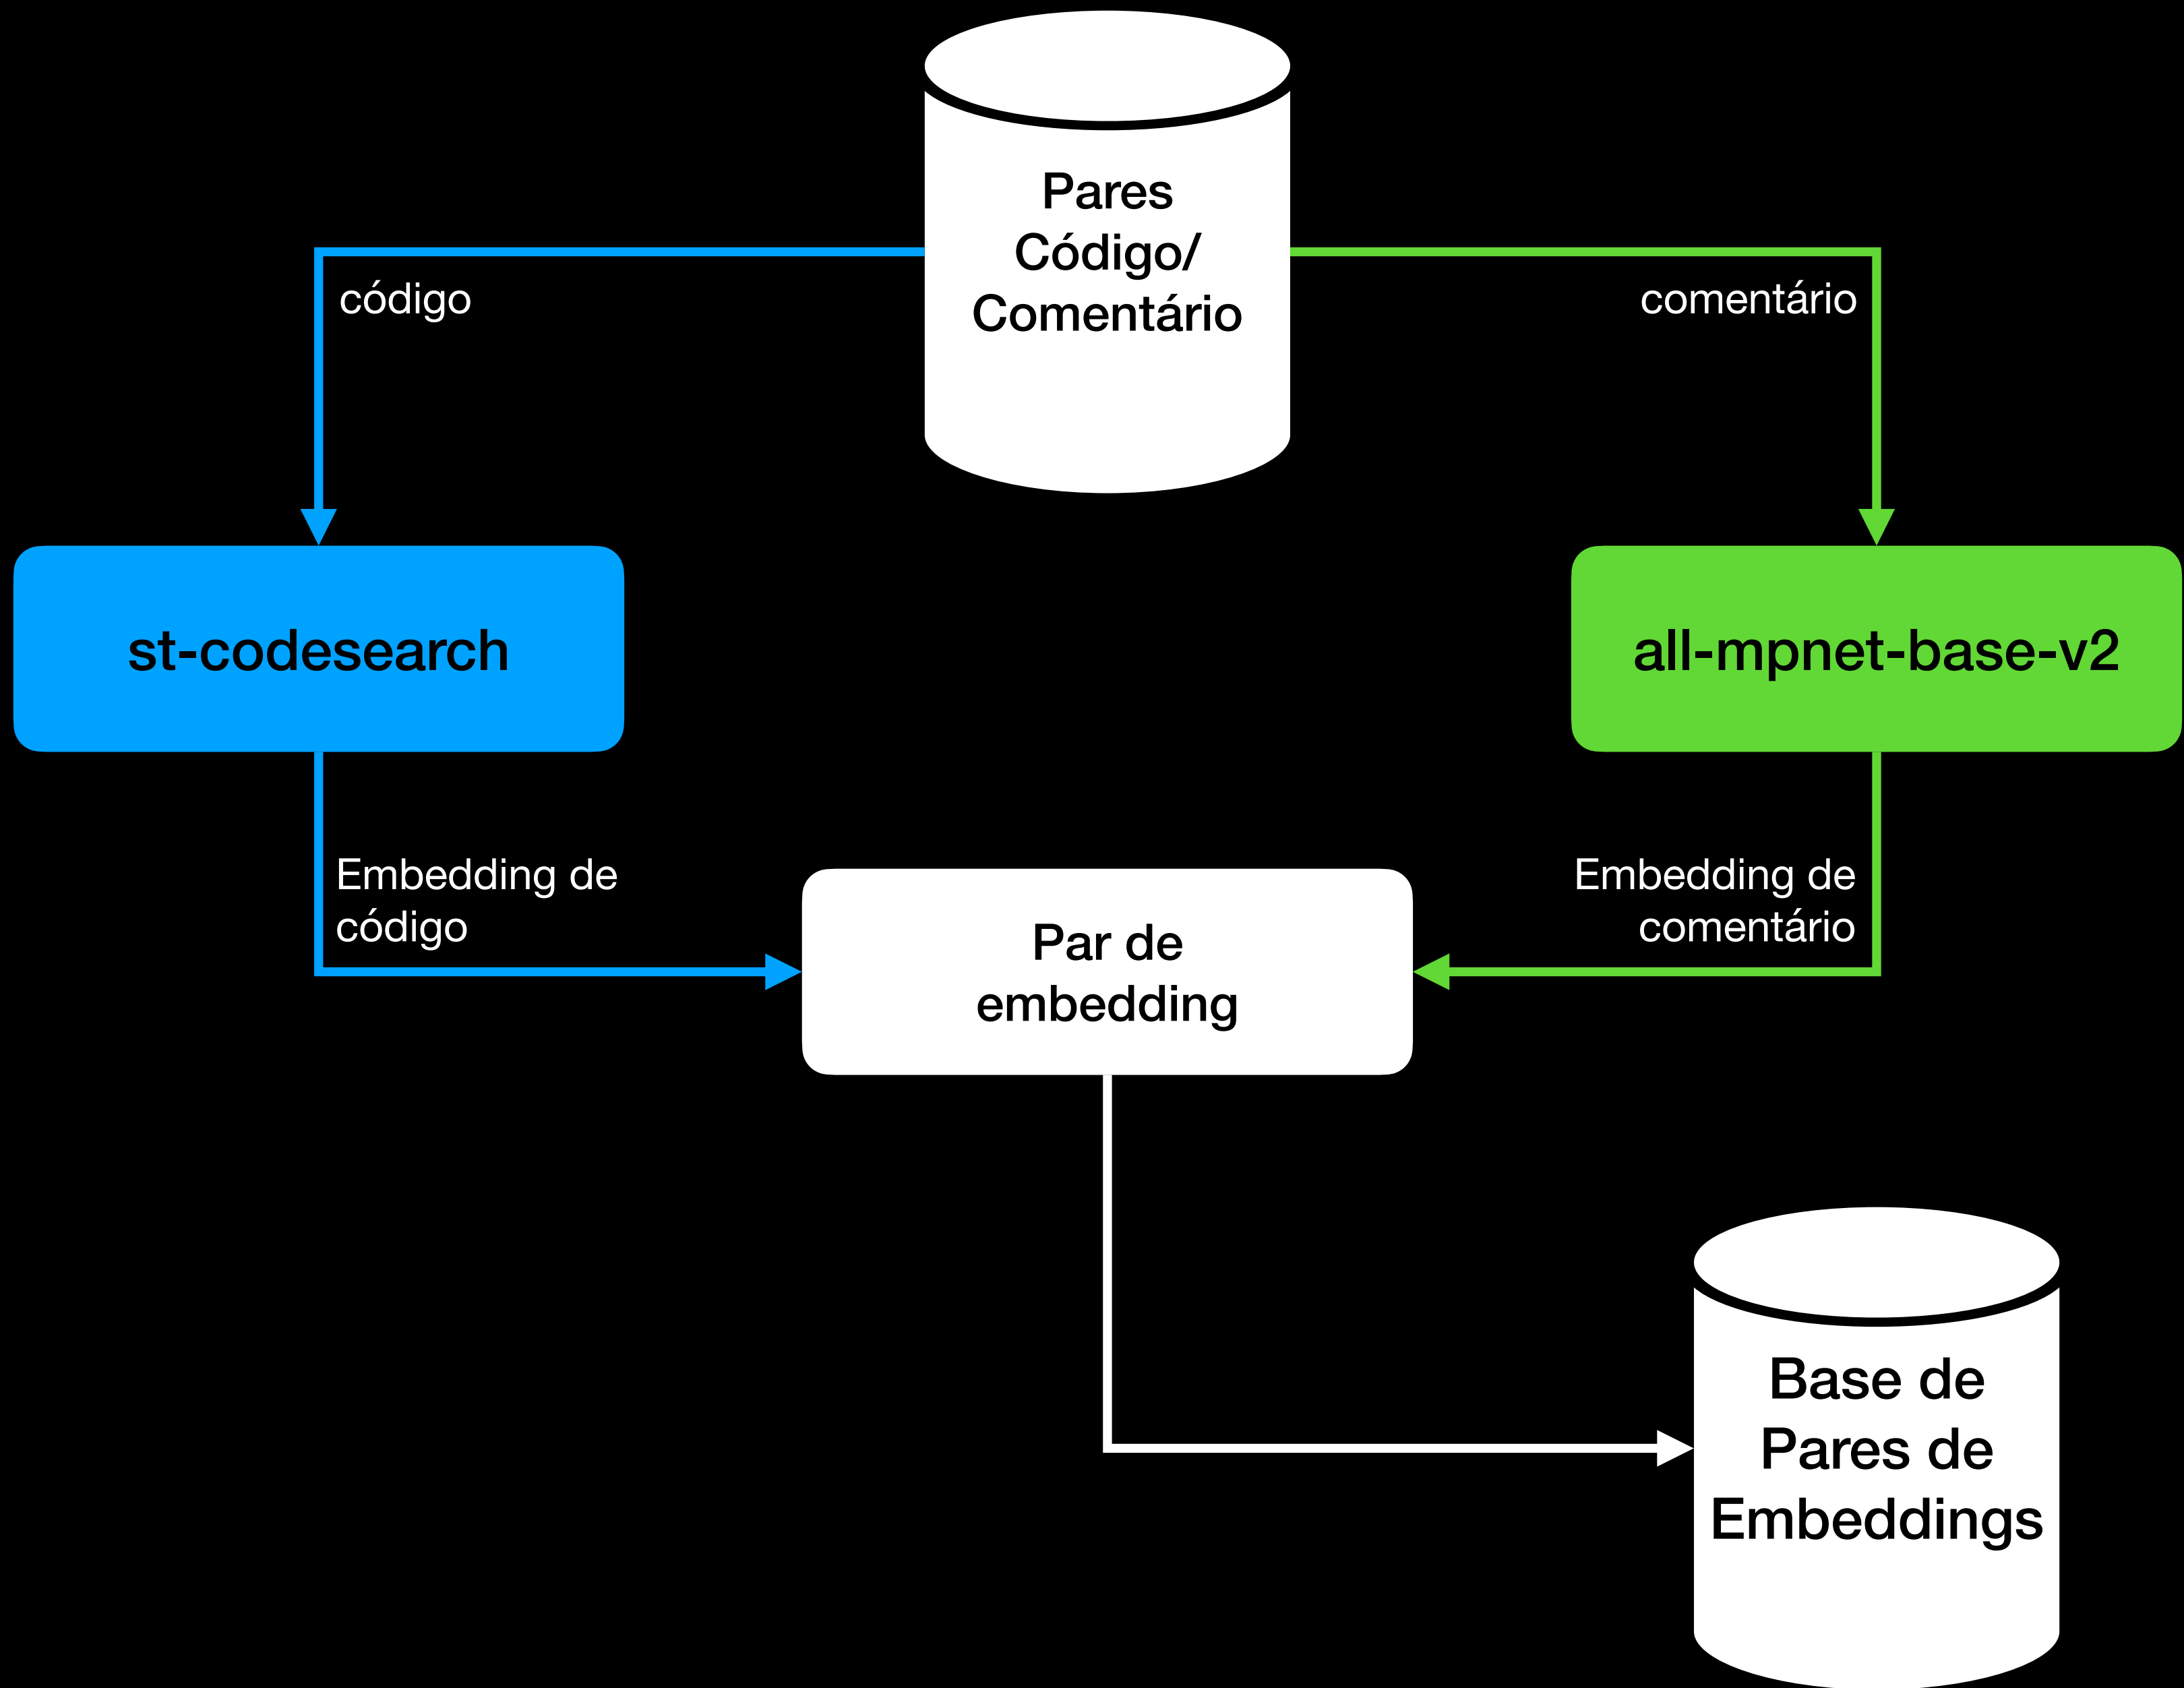 Pares
Código/
Comentário
código
comentário
st-codesearch
all-mpnet-base-v2
Embedding de
código
Embedding de
comentário
Par de
embedding
Base de
Pares de
Embeddings